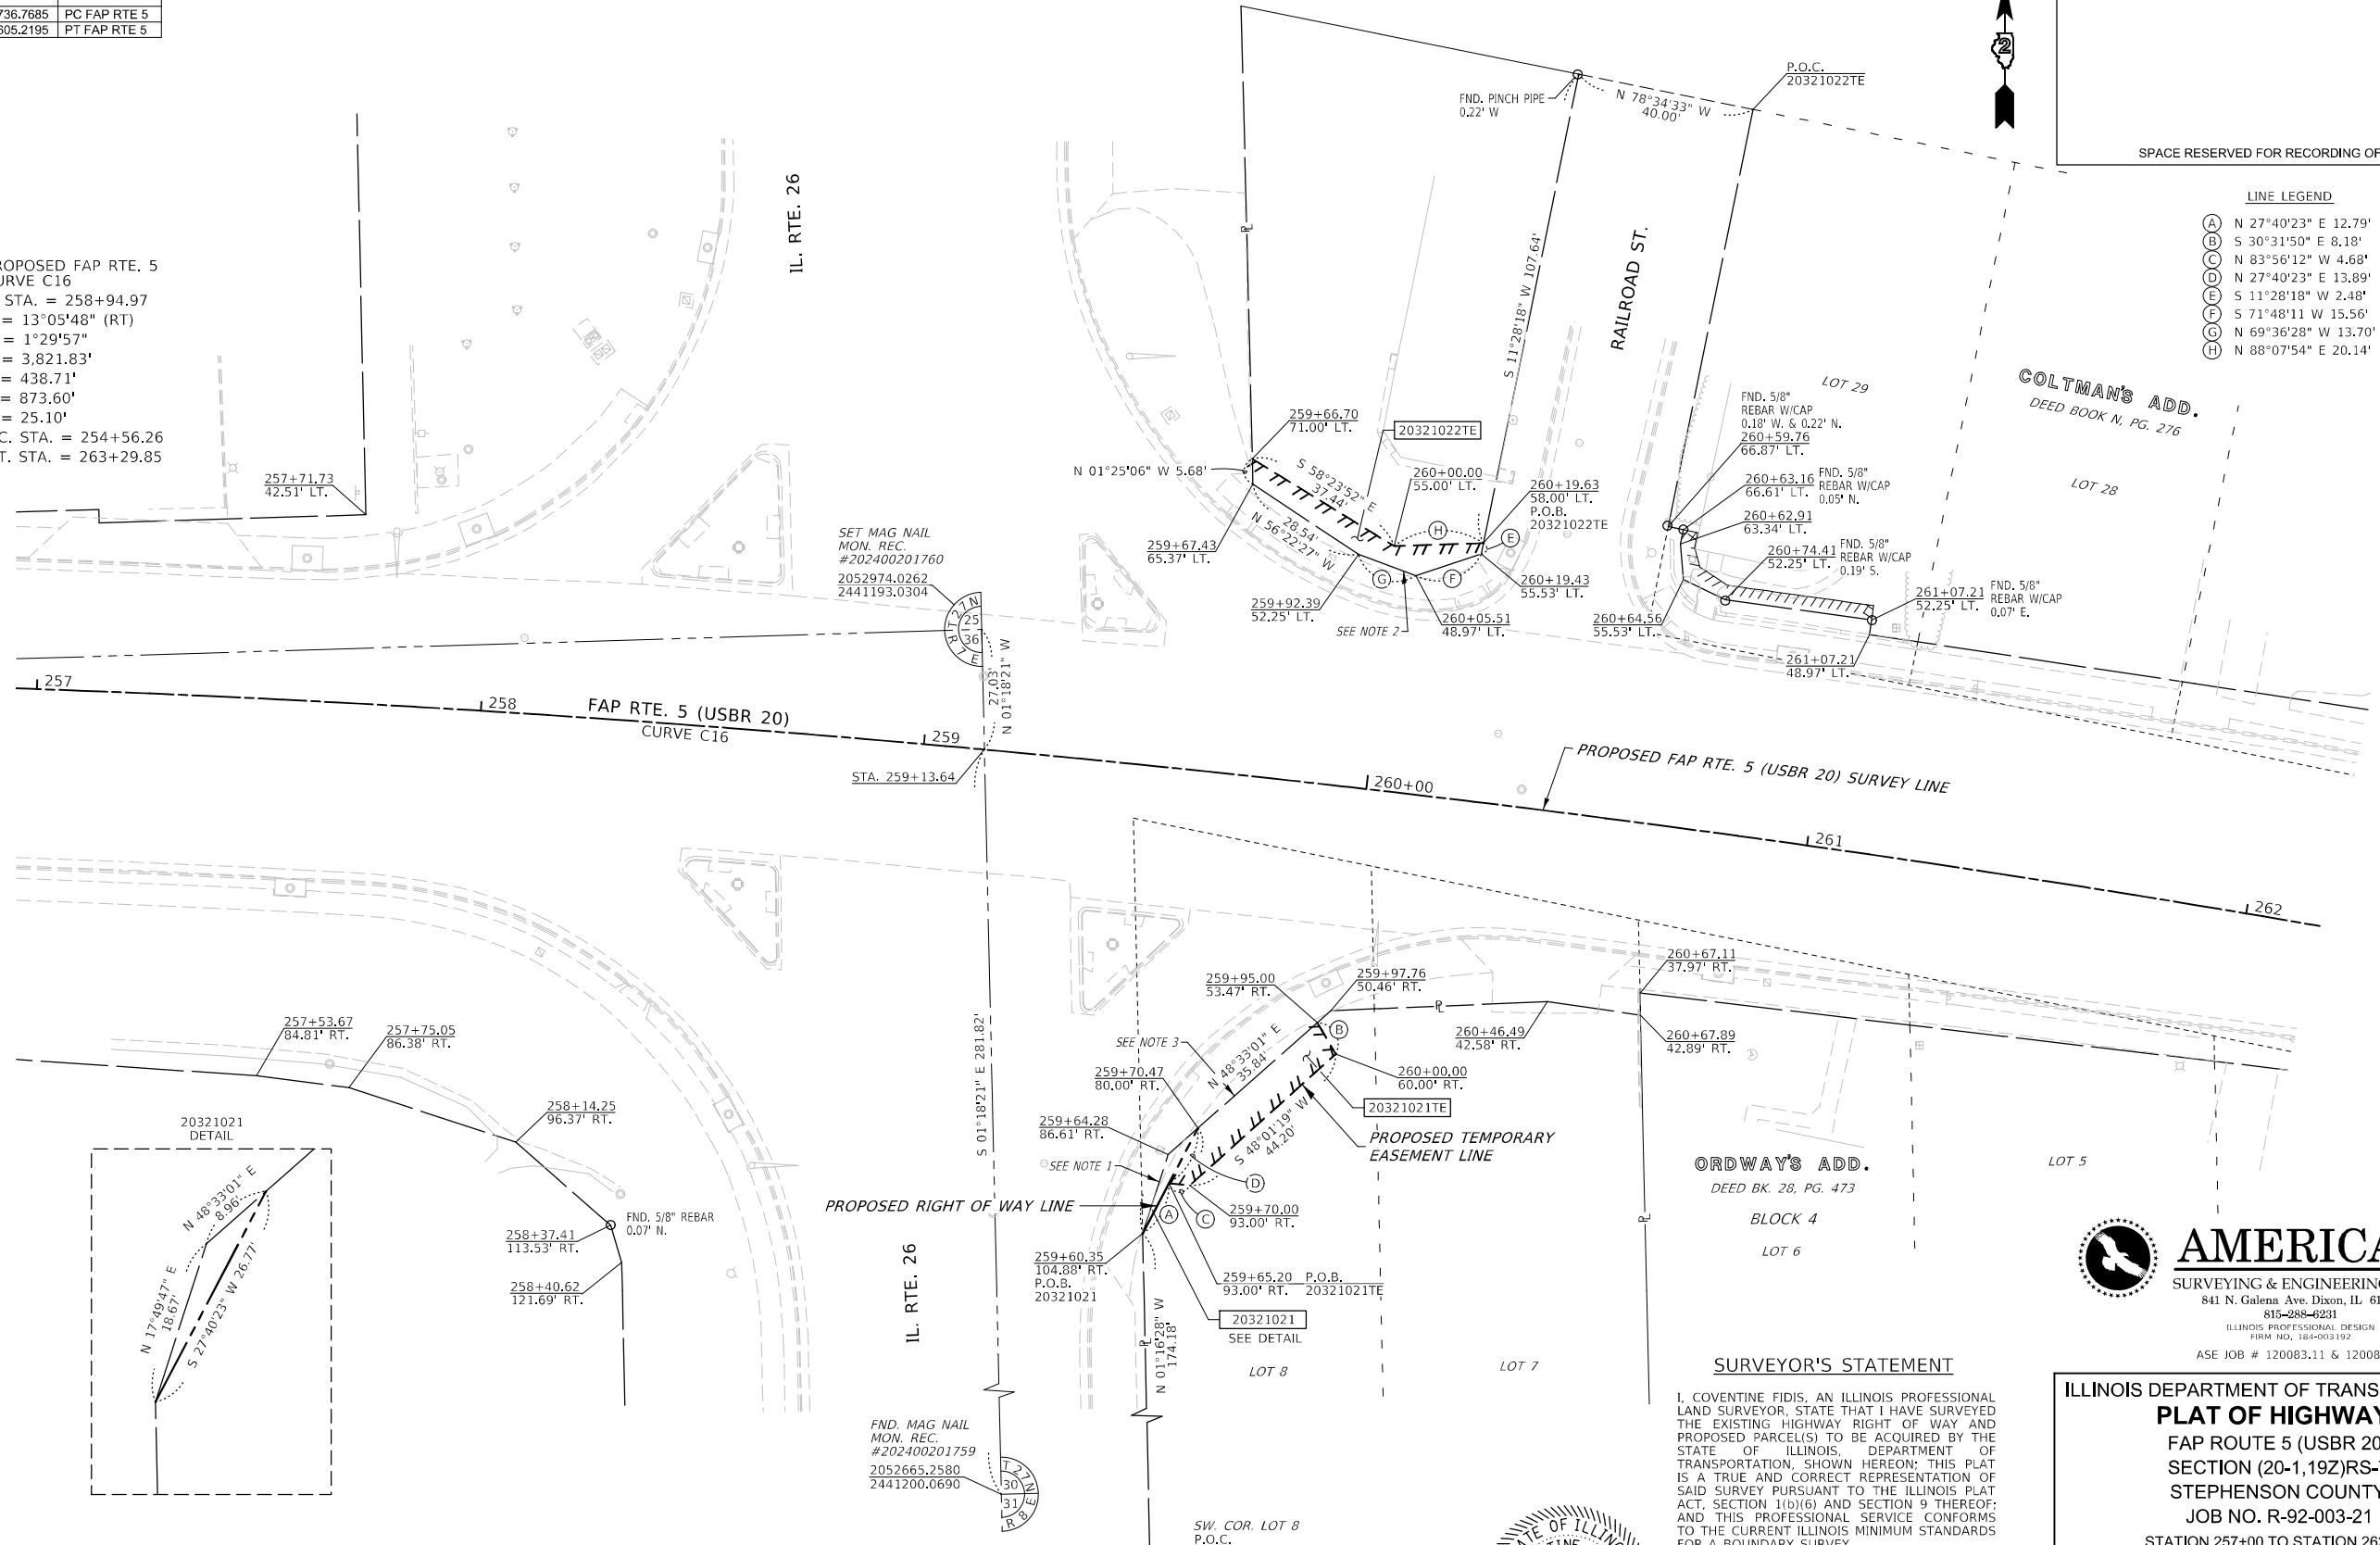 736.7685 PC FAP RTE 5
605.2195 PT FAP RTE 5
2
SPACE RESERVED FOR RECORDING OF
P.O.C.
20321022TE
FND. PINCH PIPE
0.22' W
N 78°34'33" W
40.00'
IL. RTE. 26
LINE LEGEND
A N 27°40'23" E 12.79'
B S 30°31'50" E 8.18'
C N 83°56'12" W 4.68'
D N 27°40'23" E 13.89'
E S 11°28'18" W 2.48'
F S 71°48'11 W 15.56'
G N 69°36'28" W 13.70'
H N 88°07'54" E 20.14'
ROPOSED FAP RTE. 5
URVE C16
STA. = 258+94.97
= 13°05'48" (RT)
= 1°29'57"
= 3,821.83'
= 438.71'
= 873.60'
= 25.10'
C. STA. = 254+56.26
T. STA. = 263+29.85
257+71.73
42.51' LT.
S 11°28'18" W 107.64'
RAILROAD ST.
LOT 29
COLTMAN'S ADD.
DEED BOOK N, PG. 276
LOT 28
FND. 5/8"
REBAR W/CAP
0.18' W. & 0.22' N.
260+59.76
66.87' LT.
260+63.16
66.61' LT.
FND. 5/8"
REBAR W/CAP
0.05' N.
260+62.91
63.34' LT.
260+74.41
52.25' LT.
FND. 5/8"
REBAR W/CAP
0.19' S.
261+07.21
52.25' LT.
FND. 5/8"
REBAR W/CAP
0.07' E.
259+66.70
71.00' LT.
20321022TE
N 01°25'06" W 5.68'
S 58°23'52" E
37.44'
260+00.00
55.00' LT.
260+19.63
58.00' LT.
P.O.B.
20321022TE
28.54'
N 56°22'27" W
H
E
G
F
259+67.43
65.37' LT.
259+92.39
52.25' LT.
SEE NOTE 2
260+05.51
48.97' LT.
260+19.43
55.53' LT.
260+64.56
55.53' LT.
261+07.21
48.97' LT.
SET MAG NAIL
MON. REC.
#202400201760
2052974.0262
2441193.0304
T 27 N
25
36
R 7 E
27.03'
N 01°18'21" W
257
258
FAP RTE. 5 (USBR 20)
CURVE C16
259
STA. 259+13.64
260+00
PROPOSED FAP RTE. 5 (USBR 20) SURVEY LINE
261
262
257+53.67
84.81' RT.
257+75.05
86.38' RT.
258+14.25
96.37' RT.
258+37.41
113.53' RT.
FND. 5/8" REBAR
0.07' N.
258+40.62
121.69' RT.
20321021
DETAIL
N 48°33'01" E
8.96'
N 17°49'47" E
18.67'
S 27°40'23" W 26.77'
S 01°18'21" E 281.82'
259+95.00
53.47' RT.
259+97.76
50.46' RT.
B
SEE NOTE 3
N 48°33'01" E
35.84'
259+70.47
80.00' RT.
260+00.00
60.00' RT.
20321021TE
259+64.28
86.61' RT.
S 48°01'19" W
44.20'
PROPOSED TEMPORARY
EASEMENT LINE
SEE NOTE 1
D
PROPOSED RIGHT OF WAY LINE
A
C
259+70.00
93.00' RT.
259+60.35
104.88' RT.
P.O.B.
20321021
259+65.20
93.00' RT.
P.O.B.
20321021TE
20321021
SEE DETAIL
IL. RTE. 26
N 01°16'28" W
174.18'
LOT 8
LOT 7
260+46.49
42.58' RT.
260+67.11
37.97' RT.
260+67.89
42.89' RT.
ORDWAY'S ADD.
DEED BK. 28, PG. 473
BLOCK 4
LOT 6
LOT 5
FND. MAG NAIL
MON. REC.
#202400201759
2052665.2580
2441200.0690
T 27 N
30
31
R 8 E
SW. COR. LOT 8
P.O.C.
SURVEYOR'S STATEMENT
I, COVENTINE FIDIS, AN ILLINOIS PROFESSIONAL
LAND SURVEYOR, STATE THAT I HAVE SURVEYED
THE EXISTING HIGHWAY RIGHT OF WAY AND
PROPOSED PARCEL(S) TO BE ACQUIRED BY THE
STATE OF ILLINOIS, DEPARTMENT OF
TRANSPORTATION, SHOWN HEREON; THIS PLAT
IS A TRUE AND CORRECT REPRESENTATION OF
SAID SURVEY PURSUANT TO THE ILLINOIS PLAT
ACT, SECTION 1(b)(6) AND SECTION 9 THEREOF;
AND THIS PROFESSIONAL SERVICE CONFORMS
TO THE CURRENT ILLINOIS MINIMUM STANDARDS
FOR A BOUNDARY SURVEY.
AMERICA
SURVEYING & ENGINEERING
841 N. Galena Ave. Dixon, IL 61
815-288-6231
ILLINOIS PROFESSIONAL DESIGN
FIRM NO. 184-003192
ASE JOB # 120083.11 & 12008
ILLINOIS DEPARTMENT OF TRANS
PLAT OF HIGHWAY
FAP ROUTE 5 (USBR 20
SECTION (20-1,19Z)RS-
STEPHENSON COUNTY
JOB NO. R-92-003-21
STATION 257+00 TO STATION 26